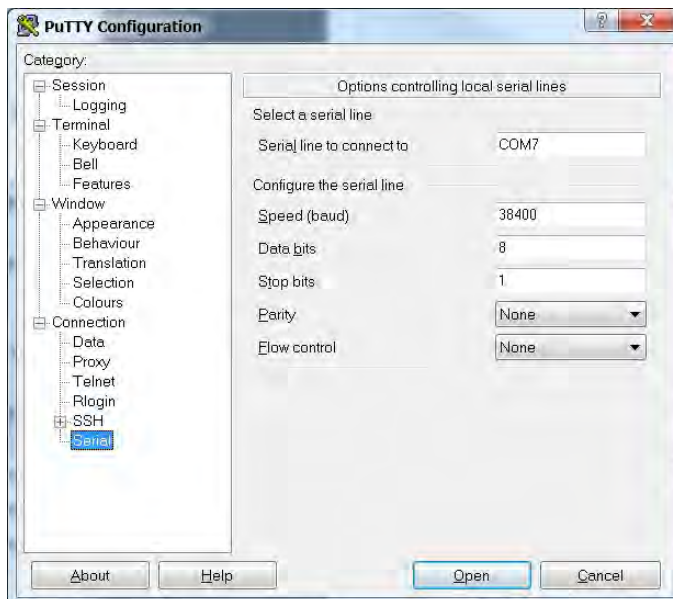 PuTTY Configuration
Category:
Session
Logging
Terminal
Keyboard
Bell
Features
Window
Appearance
Behaviour
Translation
Selection
Colours
Connection
Data
Proxy
Telnet
Rlogin
SSH
Serial
Options controlling local serial lines
Select a serial line
Serial line to connect to COM7
Configure the serial line
Speed (baud) 38400
Data bits 8
Stop bits 1
Parity None
Flow control None
About Help Open Cancel